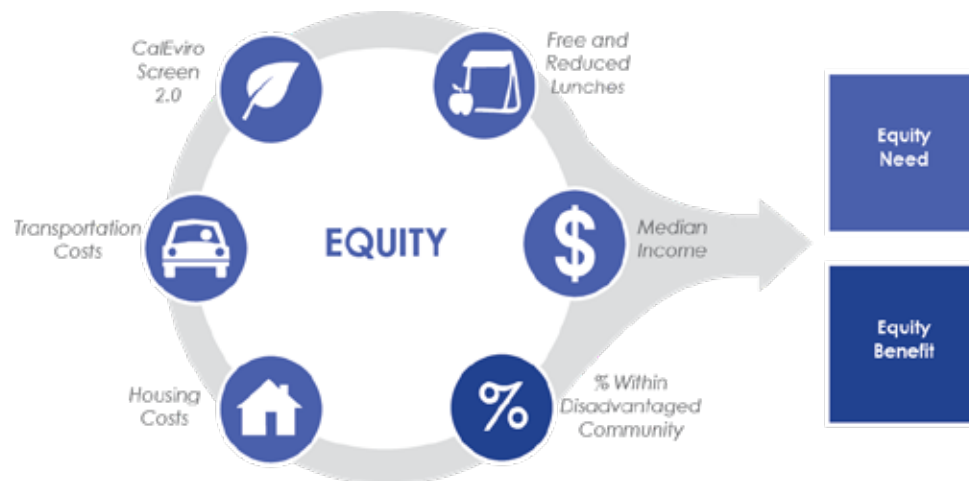 CalEviro
Screen
2.0
Free and
Reduced
Lunches
Transportation
Costs
EQUITY
$
Median
Income
Housing
Costs
%
% Within
Disadvantaged
Community
Equity
Need
Equity
Benefit